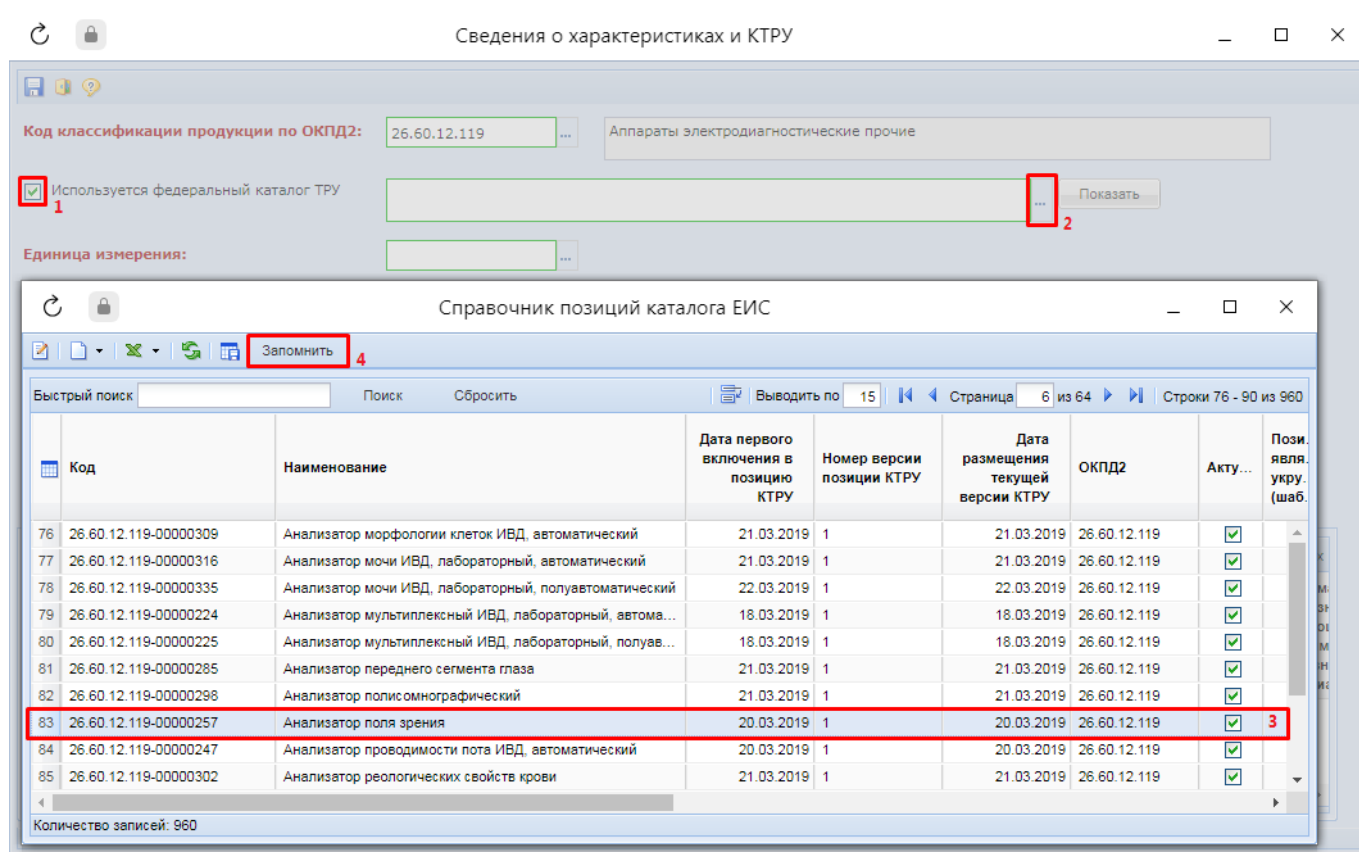 Сведения о характеристиках и КТРУ
Код классификации продукции по ОКПД2: 26.60.12.119 ... Аппараты электродиагностические прочие
Используется федеральный каталог ТРУ ... Показать
1
2
Единица измерения: ...
Справочник позиций каталога ЕИС
Запомнить 4
Быстрый поиск Поиск Сбросить Выводить по 15 Страница 6 из 64 Строки 76 - 90 из 960
Код Наименование Дата первого включения в позицию КТРУ Номер версии позиции КТРУ Дата размещения текущей версии КТРУ ОКПД2 Акту... Пози. явля. укру. (шаб.
76 26.60.12.119-00000309 Анализатор морфологии клеток ИВД, автоматический 21.03.2019 1 21.03.2019 26.60.12.119
77 26.60.12.119-00000316 Анализатор мочи ИВД, лабораторный, автоматический 21.03.2019 1 21.03.2019 26.60.12.119
78 26.60.12.119-00000335 Анализатор мочи ИВД, лабораторный, полуавтоматический 22.03.2019 1 22.03.2019 26.60.12.119
79 26.60.12.119-00000224 Анализатор мультиплексный ИВД, лабораторный, автома... 18.03.2019 1 18.03.2019 26.60.12.119
80 26.60.12.119-00000225 Анализатор мультиплексный ИВД, лабораторный, полуав... 18.03.2019 1 18.03.2019 26.60.12.119
81 26.60.12.119-00000285 Анализатор переднего сегмента глаза 21.03.2019 1 21.03.2019 26.60.12.119
82 26.60.12.119-00000298 Анализатор полисомнографический 21.03.2019 1 21.03.2019 26.60.12.119
83 26.60.12.119-00000257 Анализатор поля зрения 20.03.2019 1 20.03.2019 26.60.12.119 3
84 26.60.12.119-00000247 Анализатор проводимости пота ИВД, автоматический 20.03.2019 1 20.03.2019 26.60.12.119
85 26.60.12.119-00000302 Анализатор реологических свойств крови 21.03.2019 1 21.03.2019 26.60.12.119
Количество записей: 960